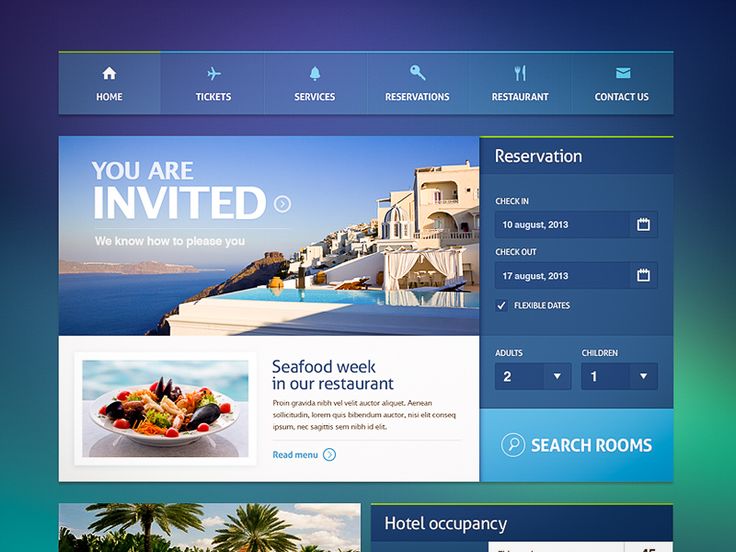 HOME
TICKETS
SERVICES
RESERVATIONS
RESTAURANT
CONTACT US
YOU ARE
INVITED
We know how to please you
Reservation
CHECK IN
10 august, 2013
CHECK OUT
17 august, 2013
FLEXIBLE DATES
ADULTS
CHILDREN
2
1
SEARCH ROOMS
Seafood week
in our restaurant
Proin gravida nibh vel velit auctor aliquet. Aenean
sollicitudin, lorem quis bibendum auctor, nisi elit conseq
ipsum, nec sagittis sem nibh id elit.
Read menu
Hotel occupancy